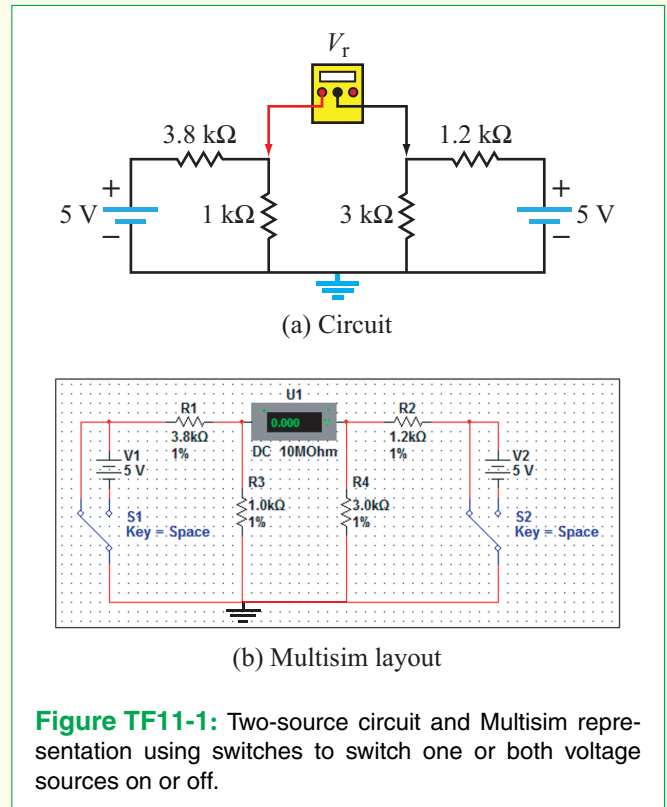 Vr
3.8 kΩ
1.2 kΩ
+
+
5 V
1 kΩ
3 kΩ
5 V
−
−
(a) Circuit
U1
R1
0.000
R2
3.8kΩ
1.2kΩ
1%
DC 10MOhm
1%
V1
V2
5 V
R3
R4
5 V
1.0kΩ
3.0kΩ
S1
1%
1%
S2
Key = Space
Key = Space
(b) Multisim layout
Figure TF11-1: Two-source circuit and Multisim repre-
sentation using switches to switch one or both voltage
sources on or off.